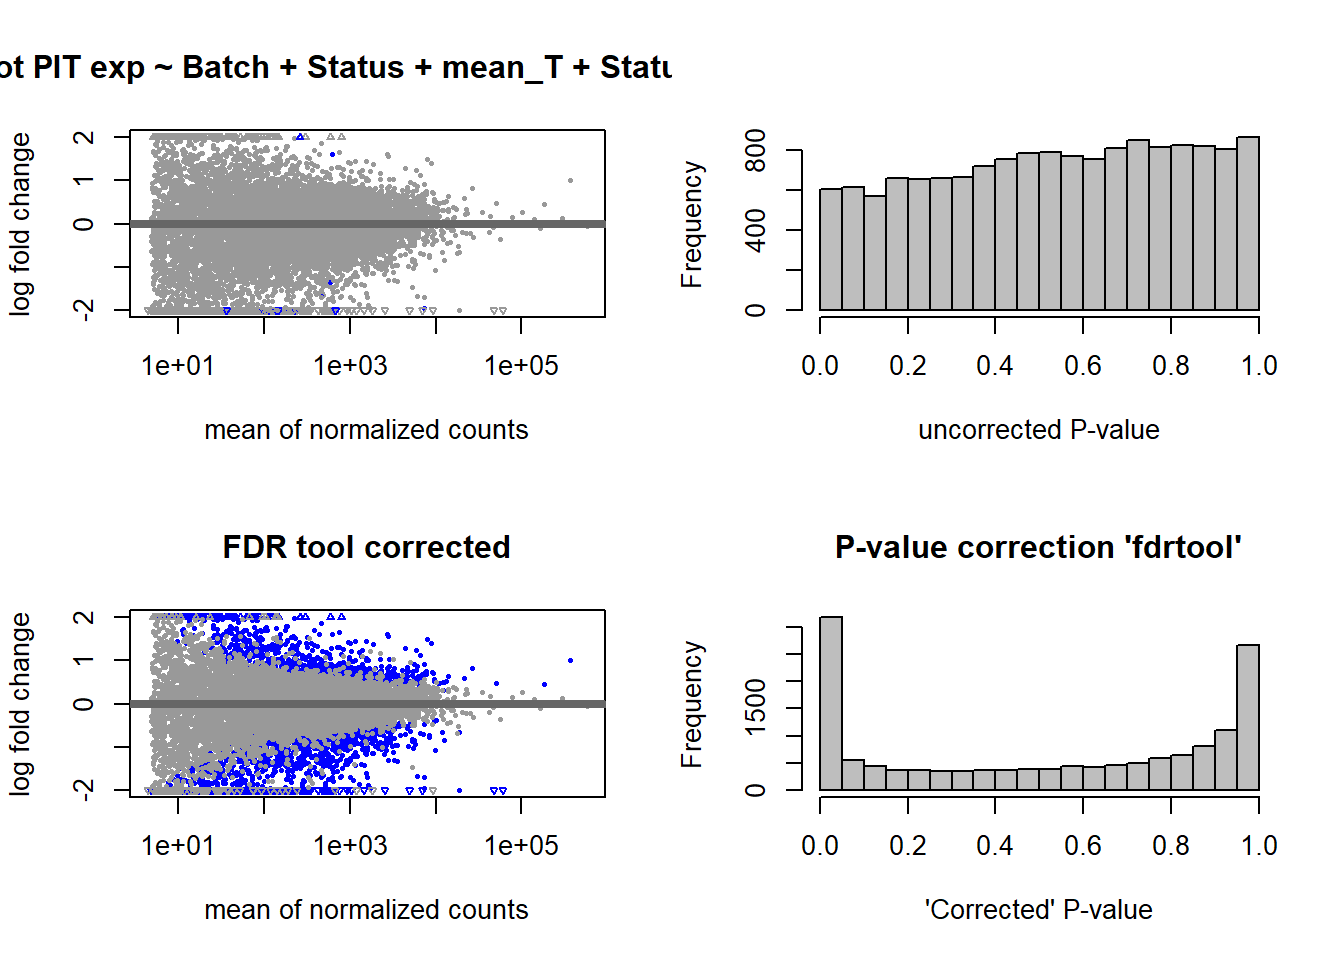 ot PIT exp ~ Batch + Status + mean_T + Statu
log fold change
2
1
0
-2
1e+01 1e+03 1e+05
mean of normalized counts
Frequency
800
400
0
0.0 0.2 0.4 0.6 0.8 1.0
uncorrected P-value
FDR tool corrected
log fold change
2
1
0
-2
1e+01 1e+03 1e+05
mean of normalized counts
P-value correction 'fdrtool'
Frequency
1500
0
0.0 0.2 0.4 0.6 0.8 1.0
'Corrected' P-value